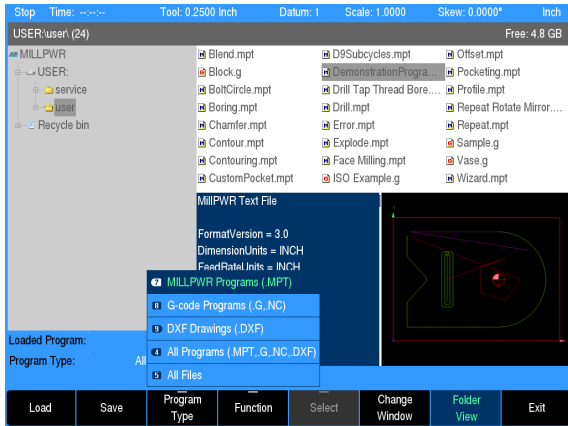 Stop Time: --:--:-- Tool: 0.2500 Inch Datum: 1 Scale: 1.0000 Skew: 0.0000° Inch
USER:\user\ (24) Free: 4.8 GB
MILLPWR
USER:
service
user
Recycle bin
Blend.mpt
Block.g
BoltCircle.mpt
Boring.mpt
Chamfer.mpt
Contour.mpt
Contouring.mpt
CustomPocket.mpt
D9Subcycles.mpt
DemonstrationProgra...
Drill Tap Thread Bore....
Drill.mpt
Error.mpt
Explode.mpt
Face Milling.mpt
ISO Example.g
Offset.mpt
Pocketing.mpt
Profile.mpt
Repeat Rotate Mirror....
Repeat.mpt
Sample.g
Vase.g
Wizard.mpt
MillPWR Text File
FormatVersion = 3.0
DimensionUnits = INCH
FeedRateUnits = INCH
7 MILLPWR Programs (.MPT)
8 G-code Programs (.G,.NC)
9 DXF Drawings (.DXF)
4 All Programs (.MPT,.G,.NC,.DXF)
5 All Files
Loaded Program:
Program Type: All
Load Save Program Type Function Select Change Window Folder View Exit